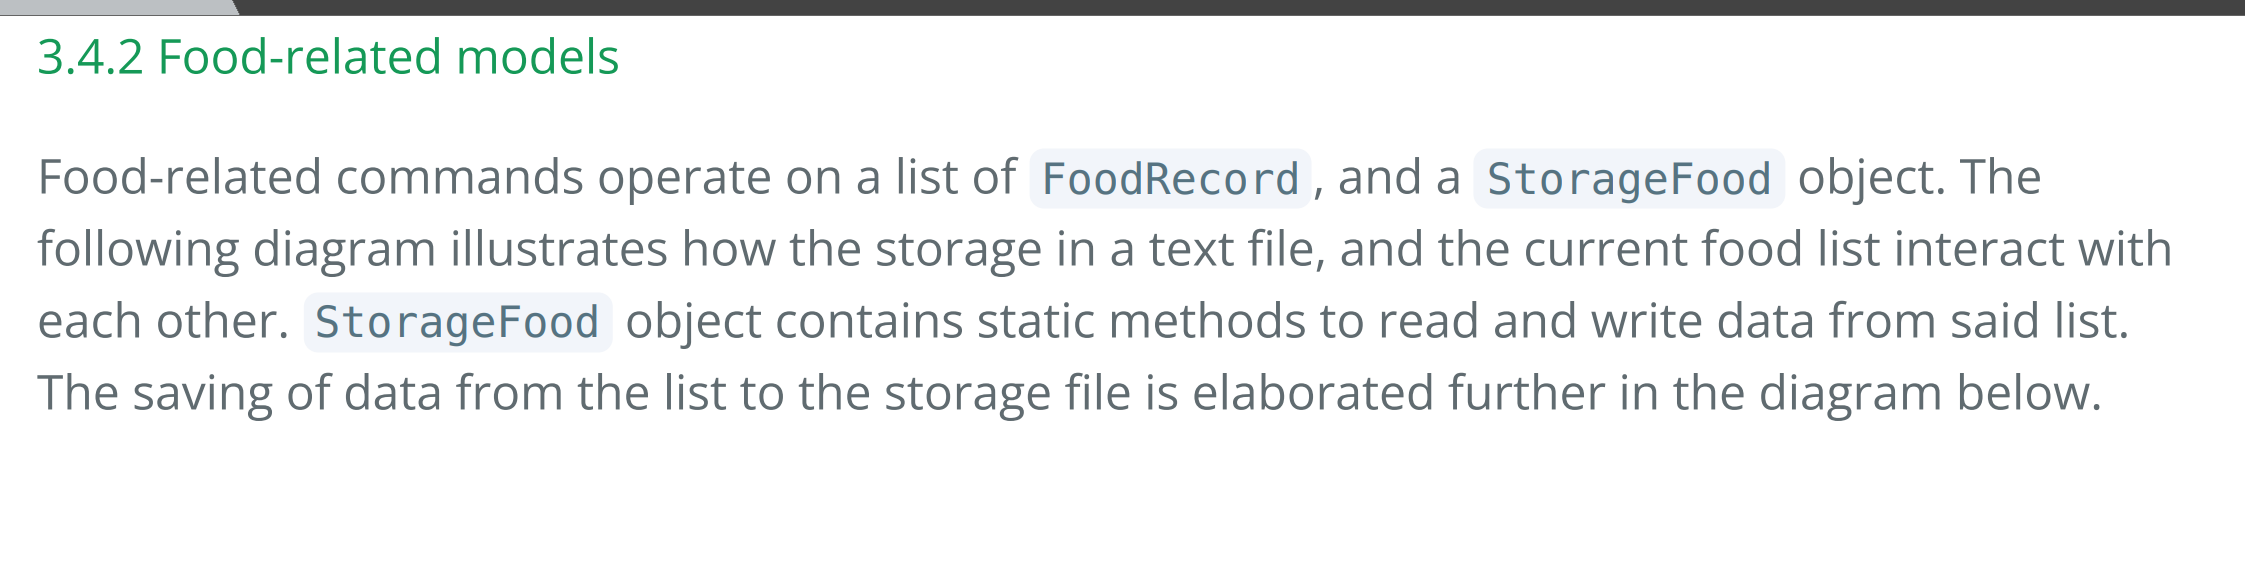 3.4.2 Food-related models
Food-related commands operate on a list of FoodRecord, and a StorageFood object. The
following diagram illustrates how the storage in a text file, and the current food list interact with
each other. StorageFood object contains static methods to read and write data from said list.
The saving of data from the list to the storage file is elaborated further in the diagram below.